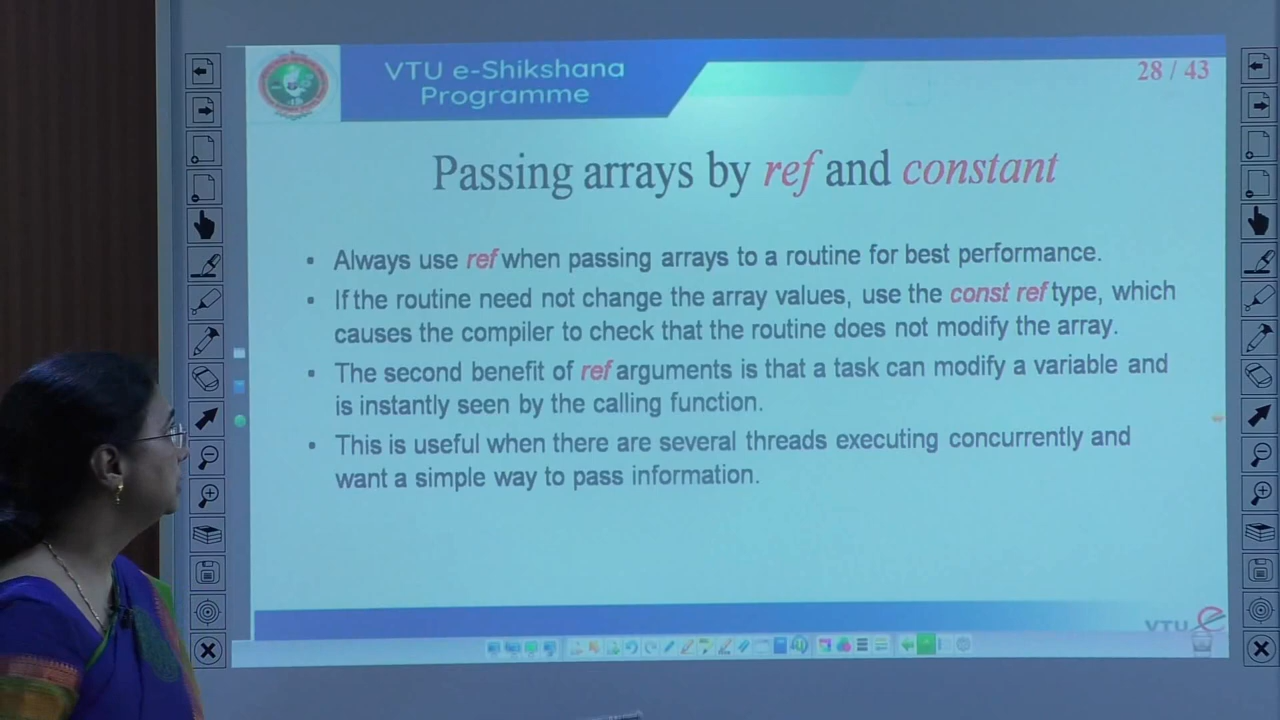 VTU e-Shikshana
Programme
28 / 43
Passing arrays by ref and constant
• Always use ref when passing arrays to a routine for best performance.
• If the routine need not change the array values, use the const ref type, which
causes the compiler to check that the routine does not modify the array.
• The second benefit of ref arguments is that a task can modify a variable and
is instantly seen by the calling function.
• This is useful when there are several threads executing concurrently and
want a simple way to pass information.
VTU e